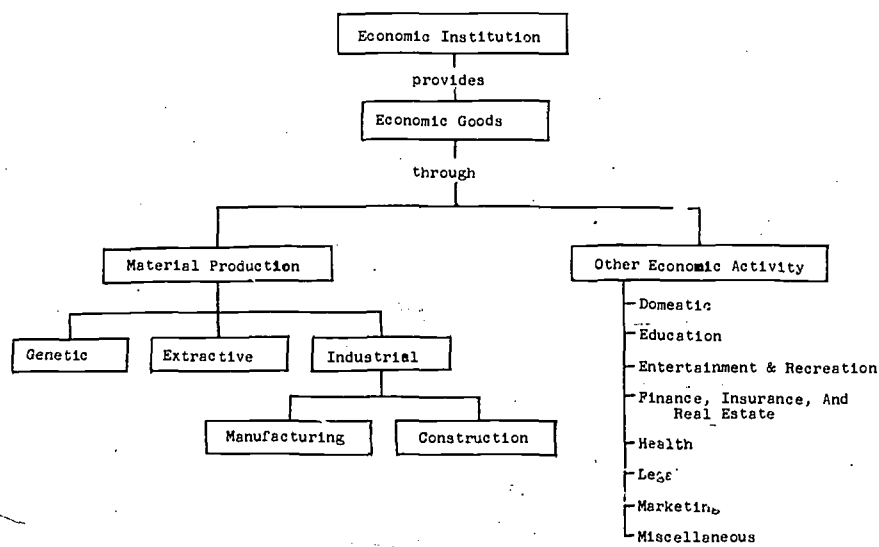 Economic Institution
provides
Economic Goods
through
Material Production
Other Economic Activity
Genetic
Extractive
Industrial
Manufacturing
Construction
Domestic
Education
Entertainment & Recreation
Finance, Insurance, And
Real Estate
Health
Marketing
Miscellaneous